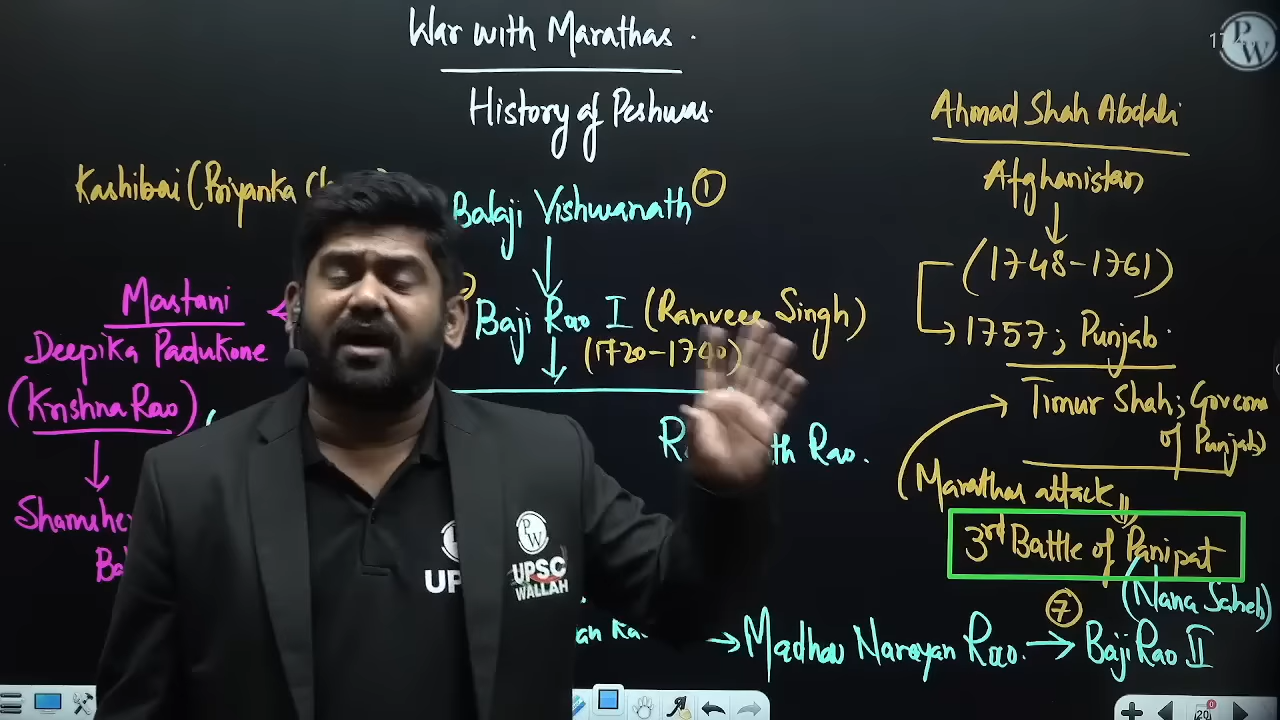 War with Marathas
History of Peshwas
Kashibai (Priyanka
Balaji Vishwanath ①
Mastani
Deepika Padukone
(Krishna Rao)
Baji Rao I (Ranveer Singh)
(1720-1740)
Rao.
Madhav Narayan Rao. → Baji Rao II
⑦
Ahmad Shah Abdali
Afghanistan
(1748-1761)
1757; Punjab
Timur Shah; Governor
of Punjab)
Marathas attack
3rd Battle of Panipat
(Nana Saheb)
PW
UPSC
WALLAH
UP
20